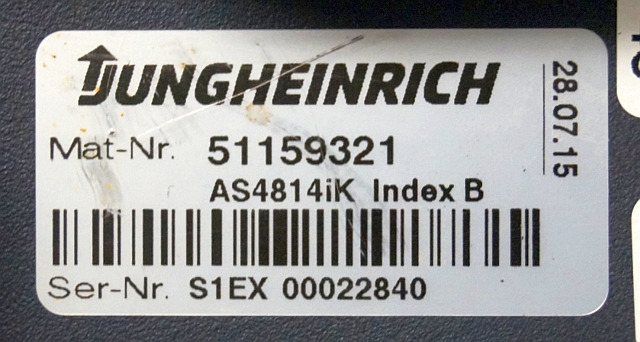 JUNGHEINRICH
Mat-Nr. 51159321
AS4814iK Index B
Ser-Nr. S1EX 00022840
28.07.15